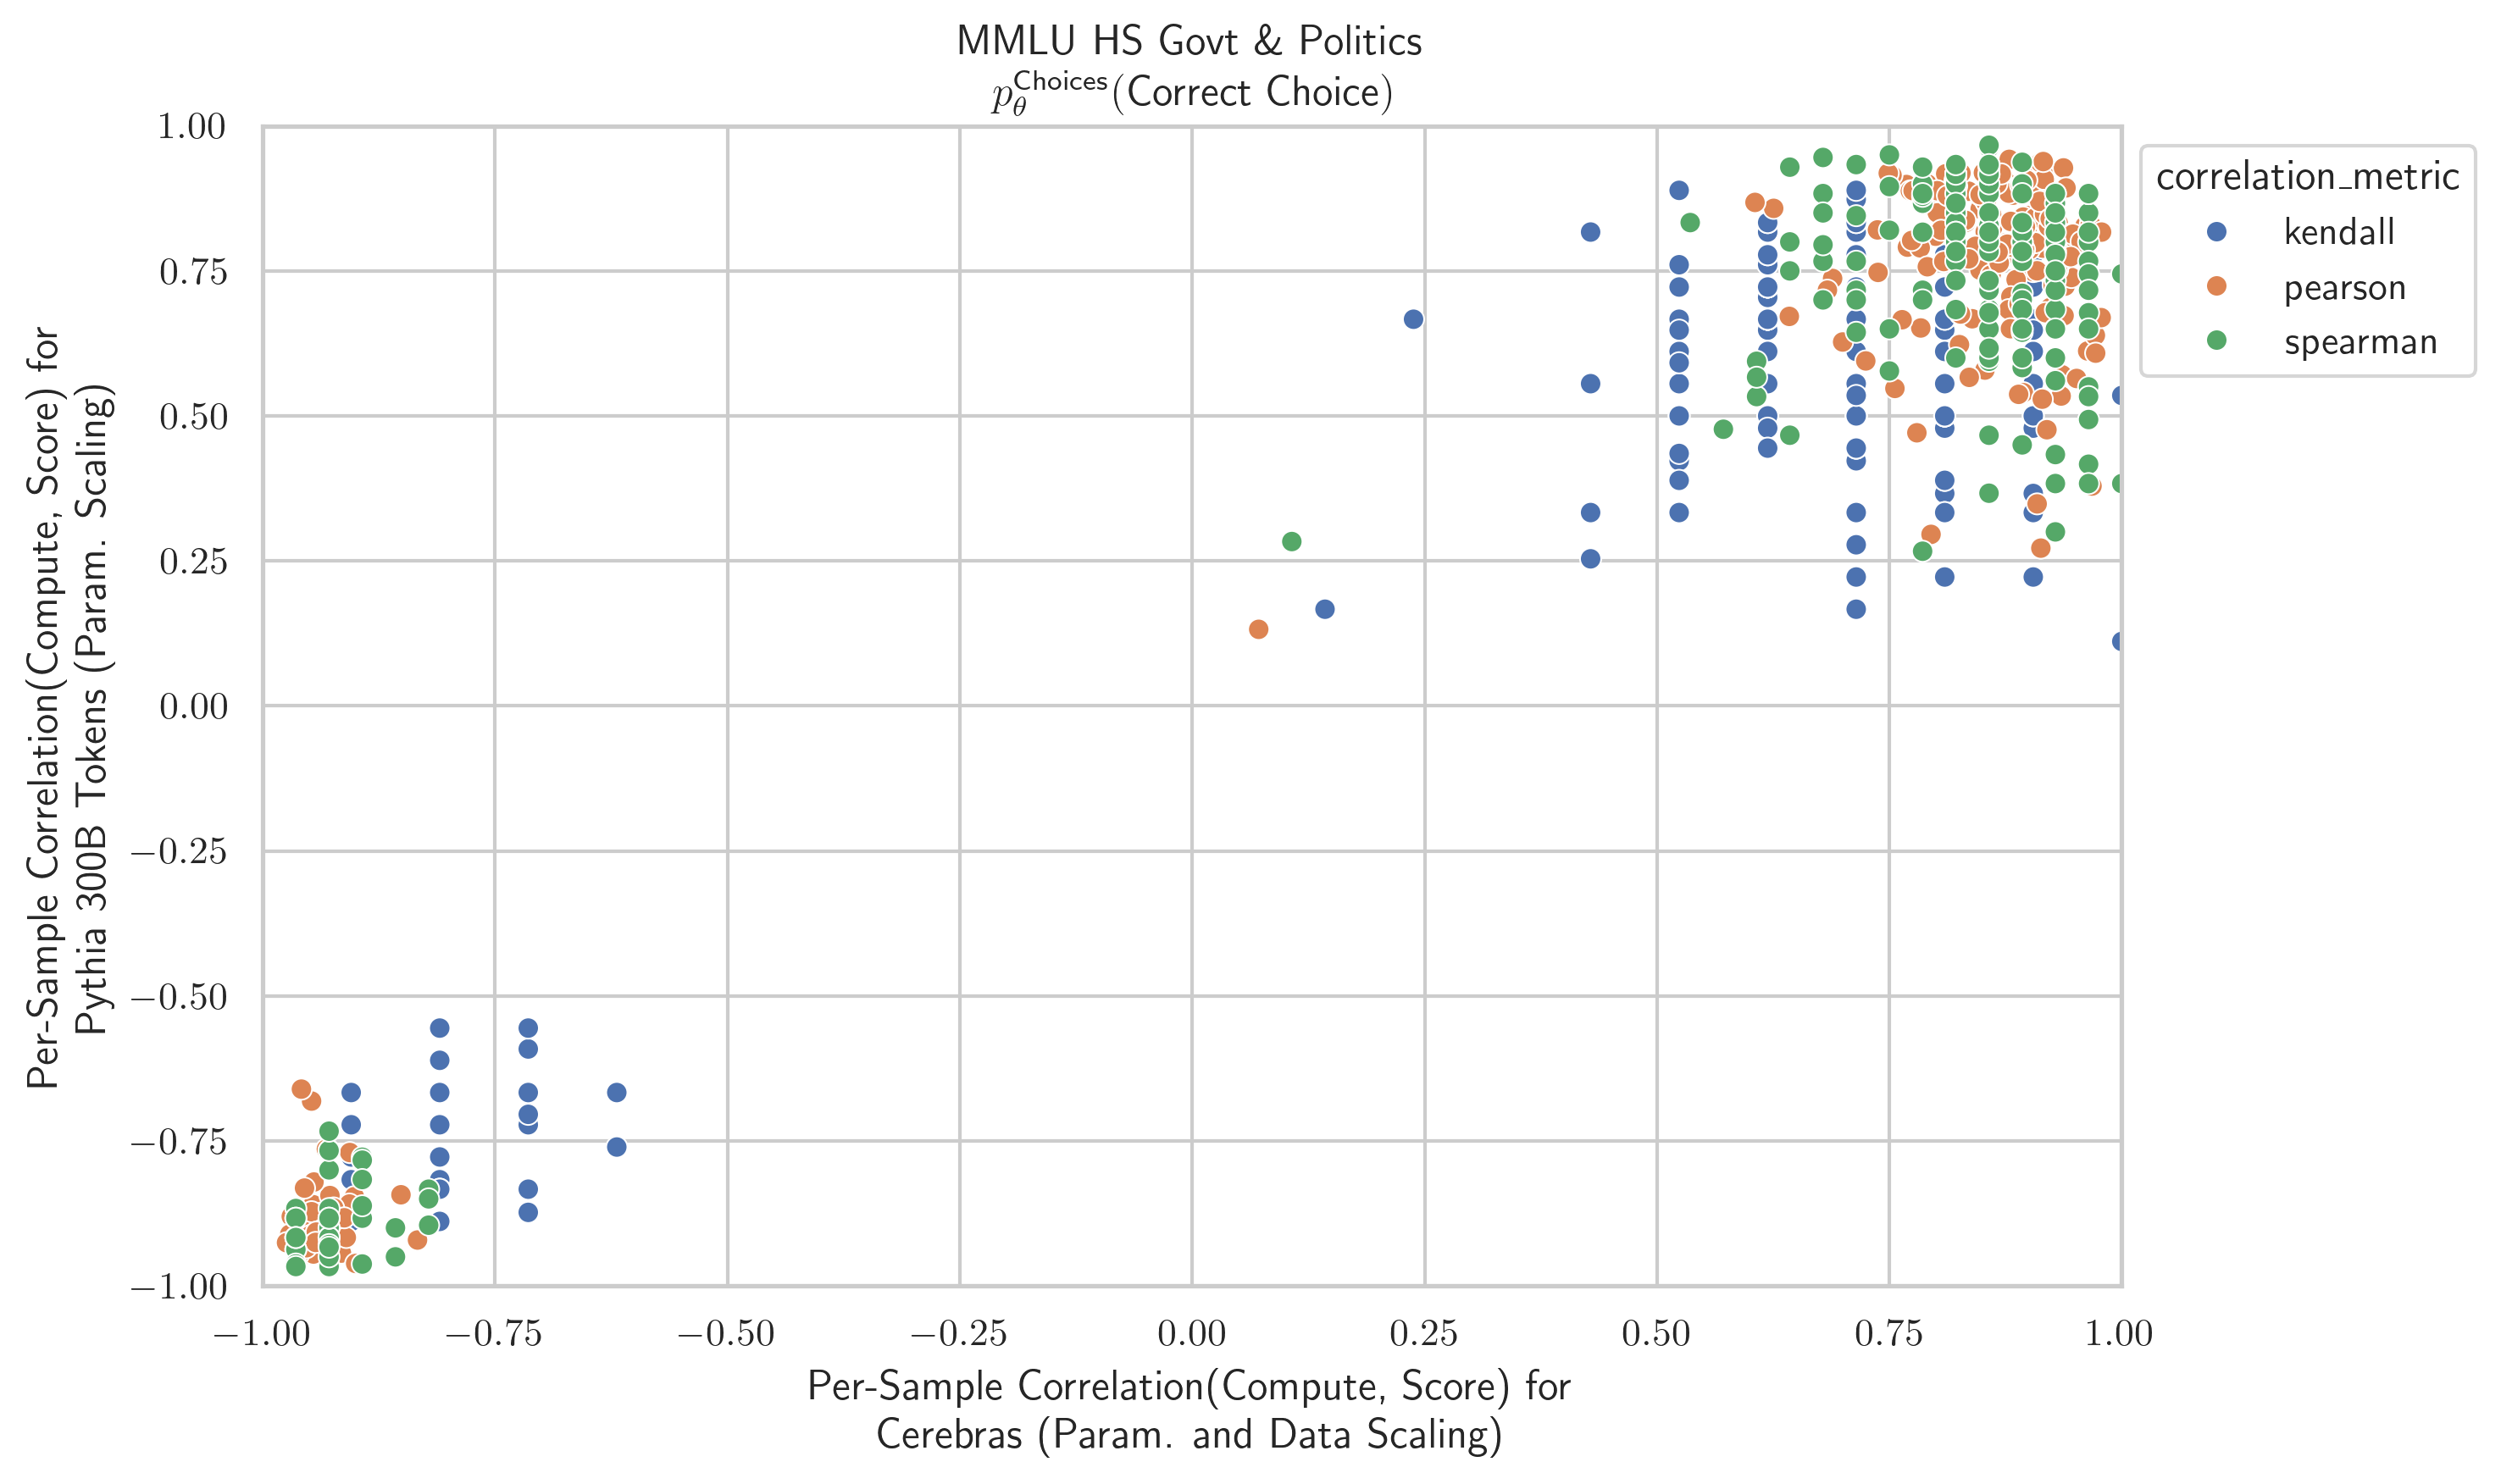 MMLU HS Govt & Politics
p_θ^Choices(Correct Choice)
1.00
0.75
0.50
0.25
0.00
−0.25
−0.50
−0.75
−1.00
Per-Sample Correlation(Compute, Score) for
Pythia 300B Tokens (Param. Scaling)
correlation_metric
kendall
pearson
spearman
−1.00 −0.75 −0.50 −0.25 0.00 0.25 0.50 0.75 1.00
Per-Sample Correlation(Compute, Score) for
Cerebras (Param. and Data Scaling)